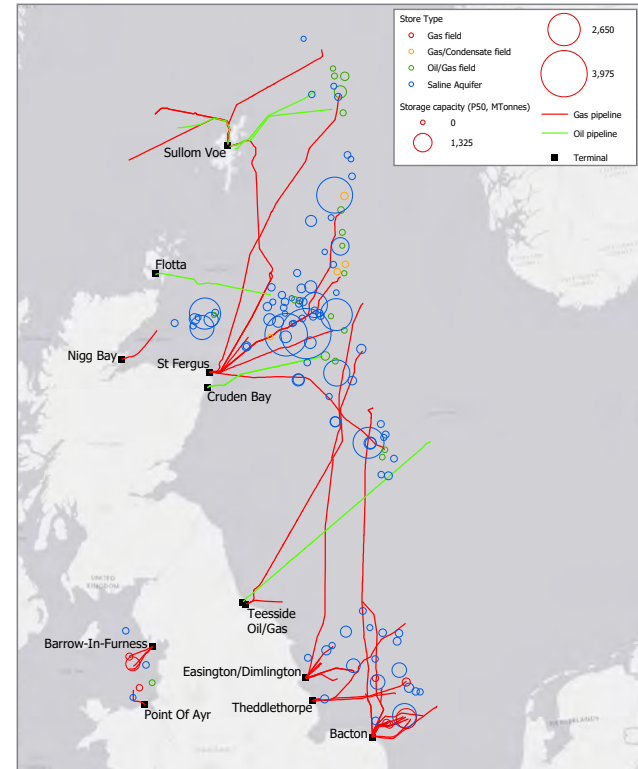 Store Type
Gas field
Gas/Condensate field
Oil/Gas field
Saline Aquifer
Storage capacity (P50, MTonnes)
0
1,325
2,650
3,975
Gas pipeline
Oil pipeline
Terminal
Sullom Voe
Flotta
Nigg Bay
St Fergus
Cruden Bay
UNITED
KINGDOM
Teesside
Oil/Gas
Barrow-In-Furness
Easington/Dimlington
Theddlethorpe
Point Of Ayr
Bacton